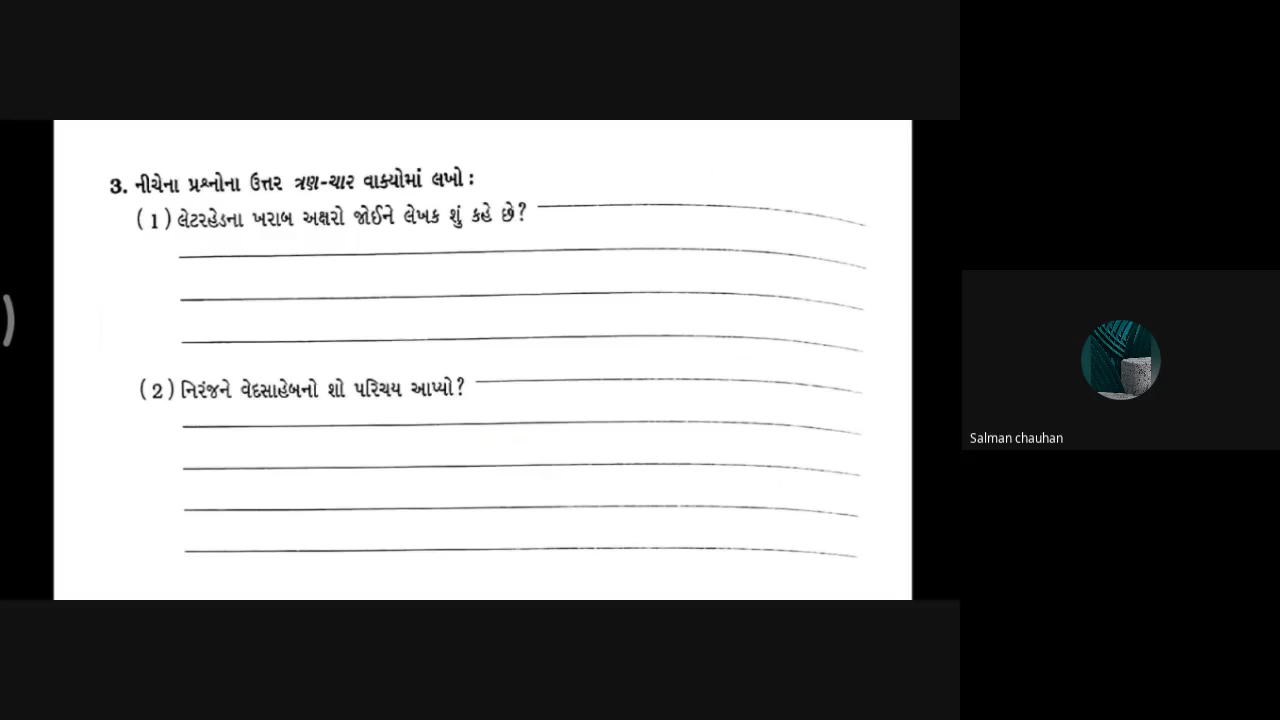 3. નીચેના પ્રશ્નોના ઉત્તર ત્રણ-ચાર વાક્યોમાં લખો :
(1) લેટરહેડના ખરાબ અક્ષરો જોઈને લેખક શું કહે છે?
(2) નિરંજને વેદસાહેબનો શો પરિચય આપ્યો?
Salman chauhan